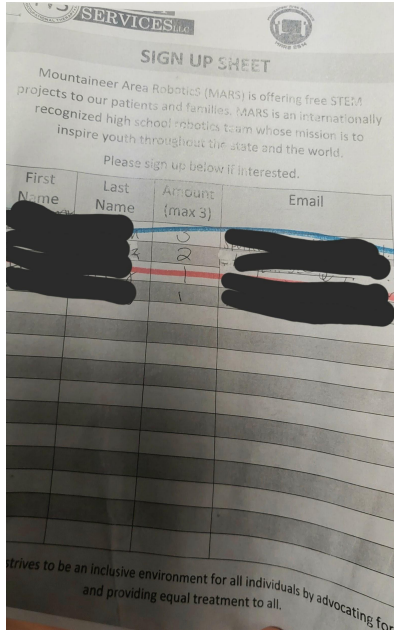 SERVICES LLC
SIGN UP SHEET
Mountaineer Area Robotics (MARS) is offering free STEM
projects to our patients and families. MARS is an internationally
recognized high school robotics team whose mission is to
inspire youth throughout the state and the world.
Please sign up below if interested.
First Name
Last Name
Amount (max 3)
Email
3
2
1
1
strives to be an inclusive environment for all individuals by advocating for
and providing equal treatment to all.